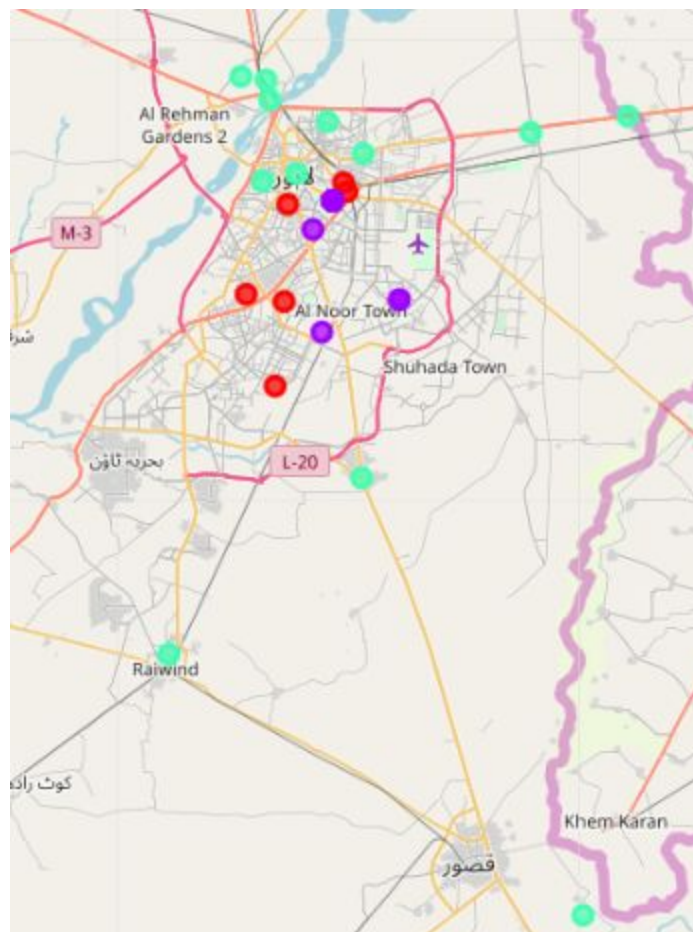 Al Rehman
Gardens 2
لاہور
M-3
Al Noor Town
Shuhada Town
بحریہ ٹاؤن
L-20
Raiwind
Khem Karan
قصور